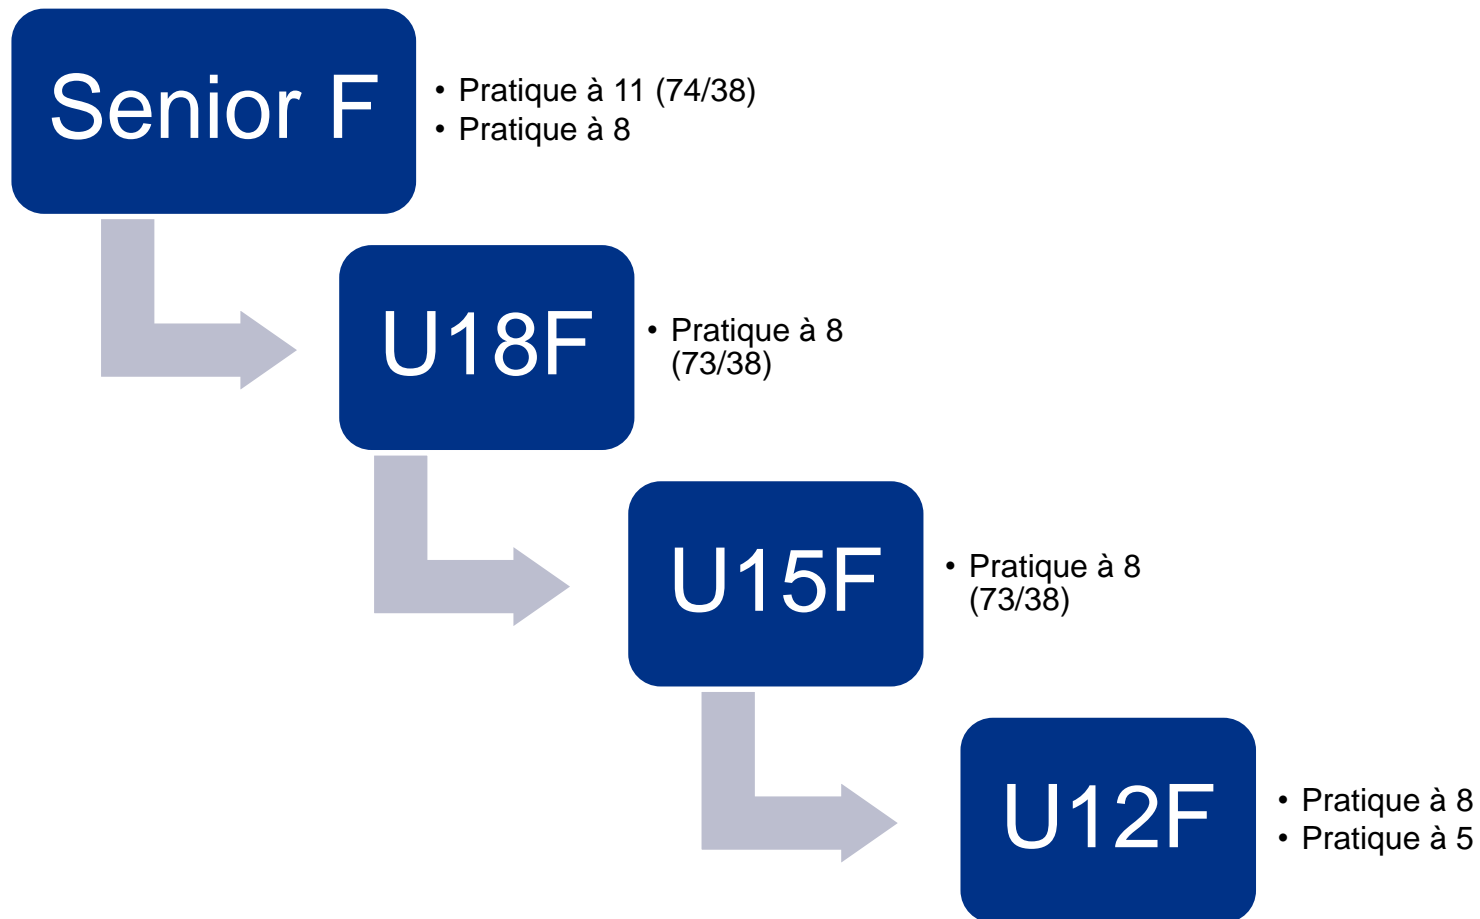 Senior F
• Pratique à 11 (74/38)
• Pratique à 8
U18F
• Pratique à 8
(73/38)
U15F
• Pratique à 8
(73/38)
U12F
• Pratique à 8
• Pratique à 5